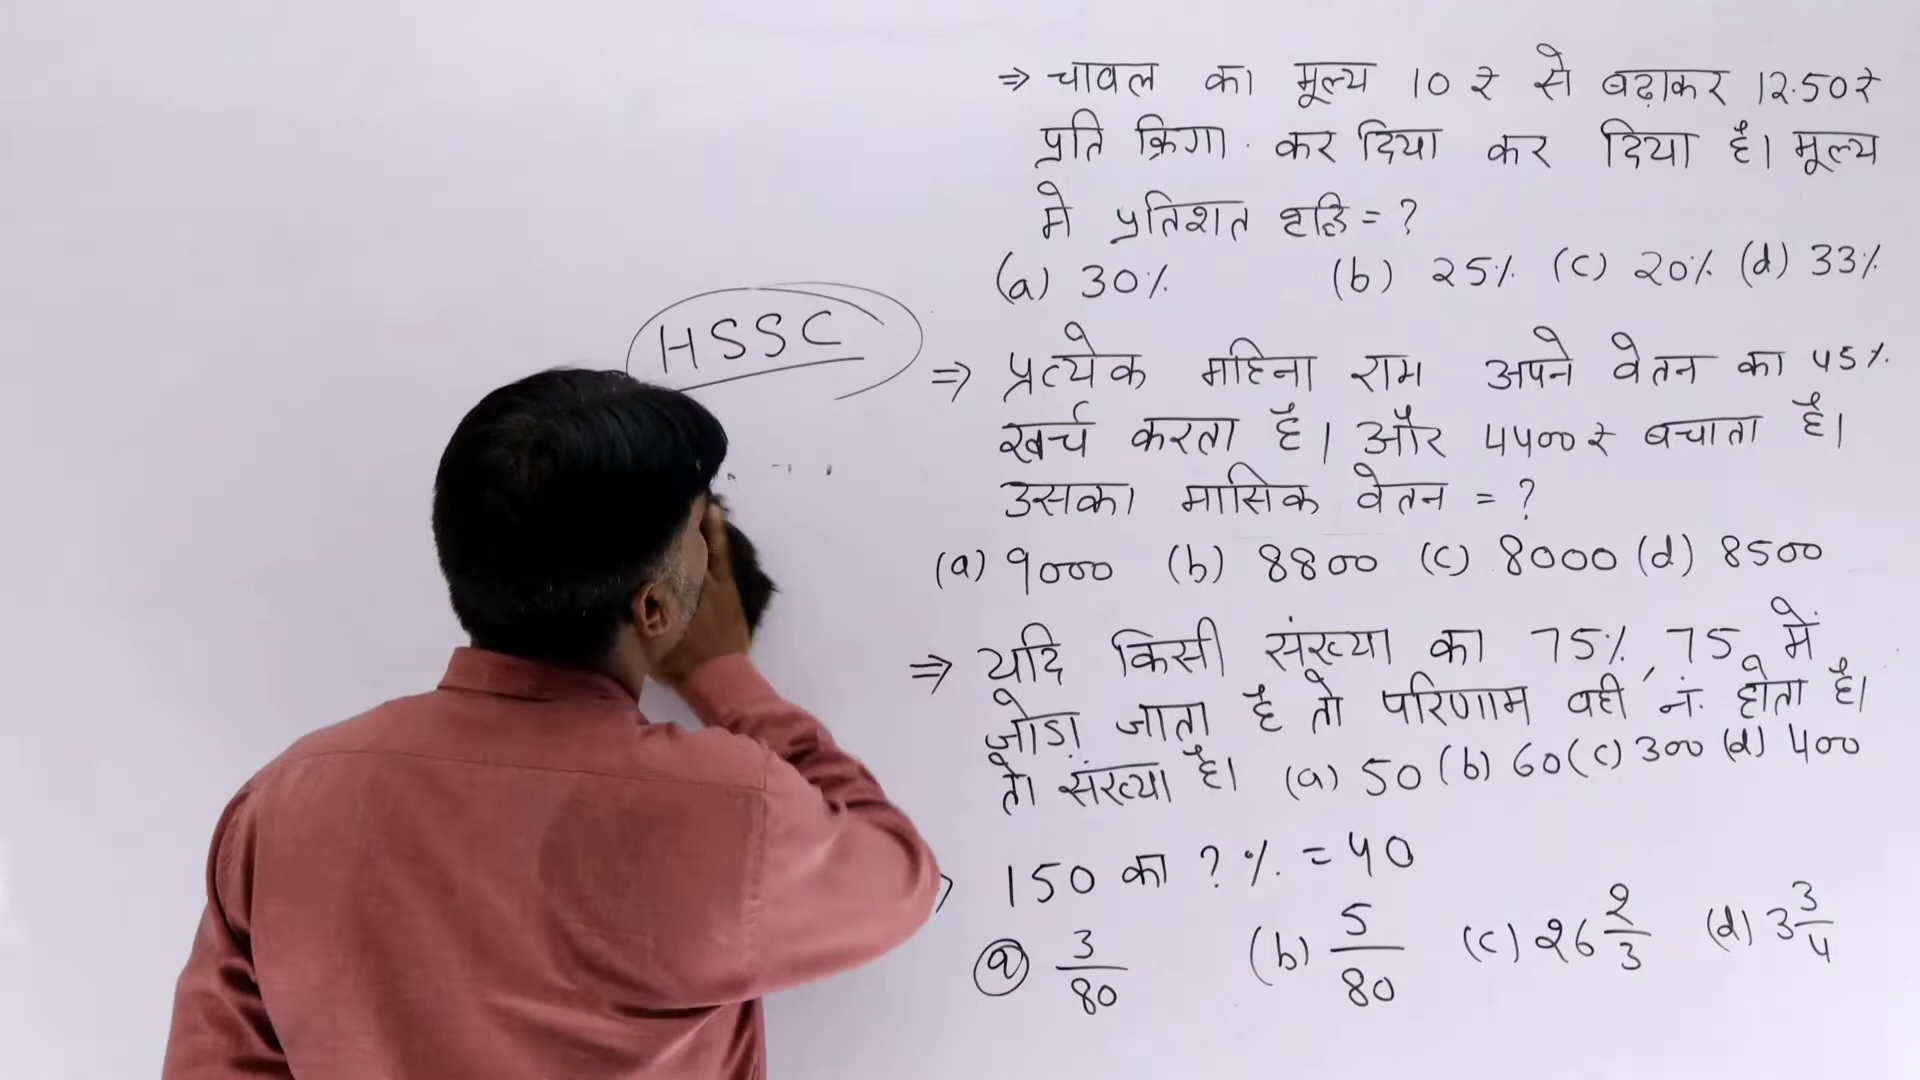 HSSC
⇒ चावल का मूल्य 10 ₹ से बढ़ाकर 12.50₹
प्रति किग्रा. कर दिया कर दिया है। मूल्य
मे प्रतिशत वृद्धि = ?
(a) 30% (b) 25% (c) 20% (d) 33%
⇒ प्रत्येक महिना राम अपने वेतन का 45%
खर्च करता है। और 4400₹ बचाता है।
उसका मासिक वेतन = ?
(a) 9000 (b) 8800 (c) 8000 (d) 8500
⇒ यदि किसी संख्या का 75%, 75 में
जोड़ा जाता है तो परिणाम वही नं. होता है।
तो संख्या है। (a) 50 (b) 60 (c) 300 (d) 400
150 का ? % = 40
(a) 3/80 (b) 5/80 (c) 26 2/3 (d) 3 3/4